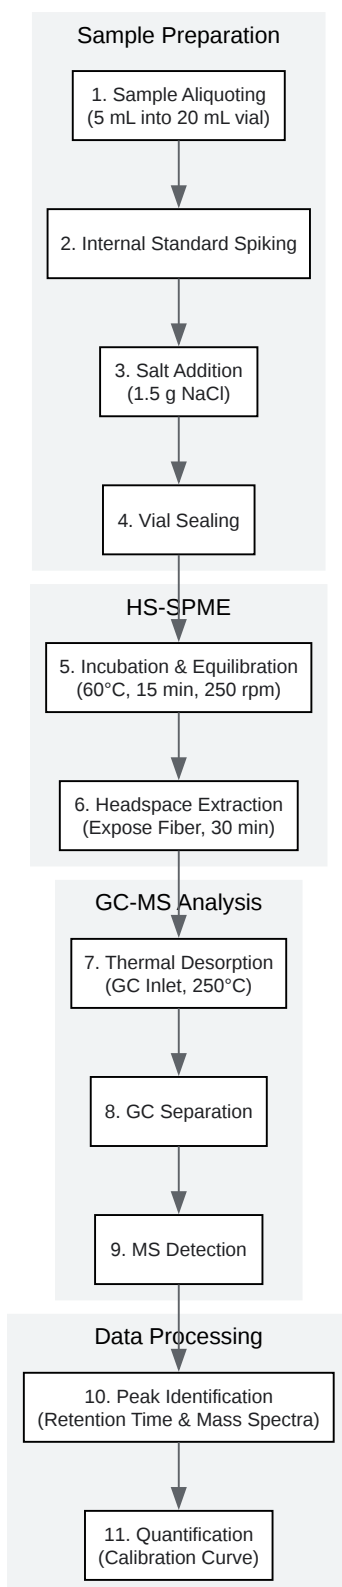 Sample Preparation
1. Sample Aliquoting
(5 mL into 20 mL vial)
2. Internal Standard Spiking
3. Salt Addition
(1.5 g NaCl)
4. Vial Sealing
HS-SPME
5. Incubation & Equilibration
(60°C, 15 min, 250 rpm)
6. Headspace Extraction
(Expose Fiber, 30 min)
GC-MS Analysis
7. Thermal Desorption
(GC Inlet, 250°C)
8. GC Separation
9. MS Detection
Data Processing
10. Peak Identification
(Retention Time & Mass Spectra)
11. Quantification
(Calibration Curve)